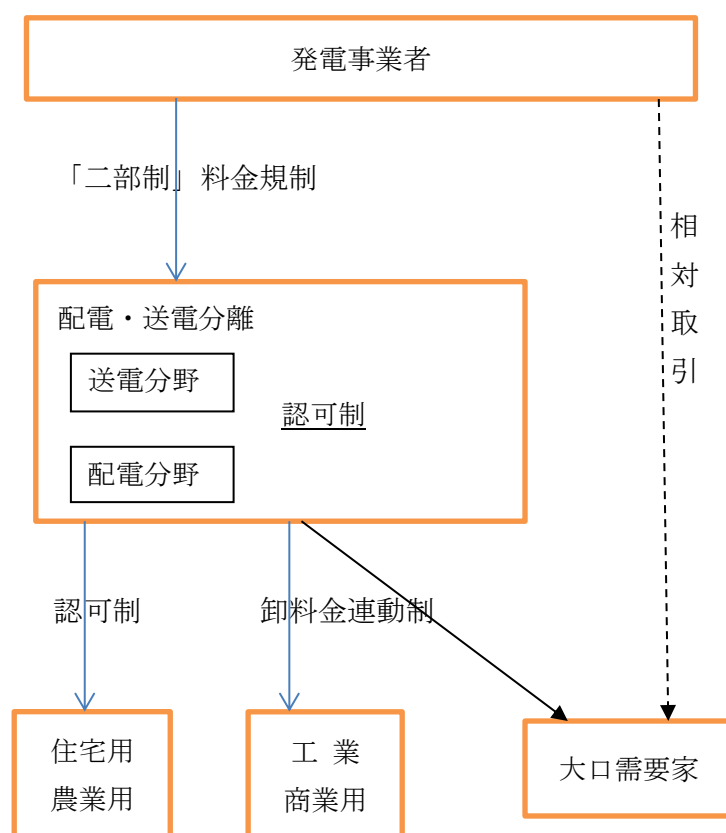 発電事業者
「二部制」料金規制
相対取引
配電・送電分離
送電分野
認可制
配電分野
認可制
卸料金連動制
住宅用
農業用
工 業
商業用
大口需要家